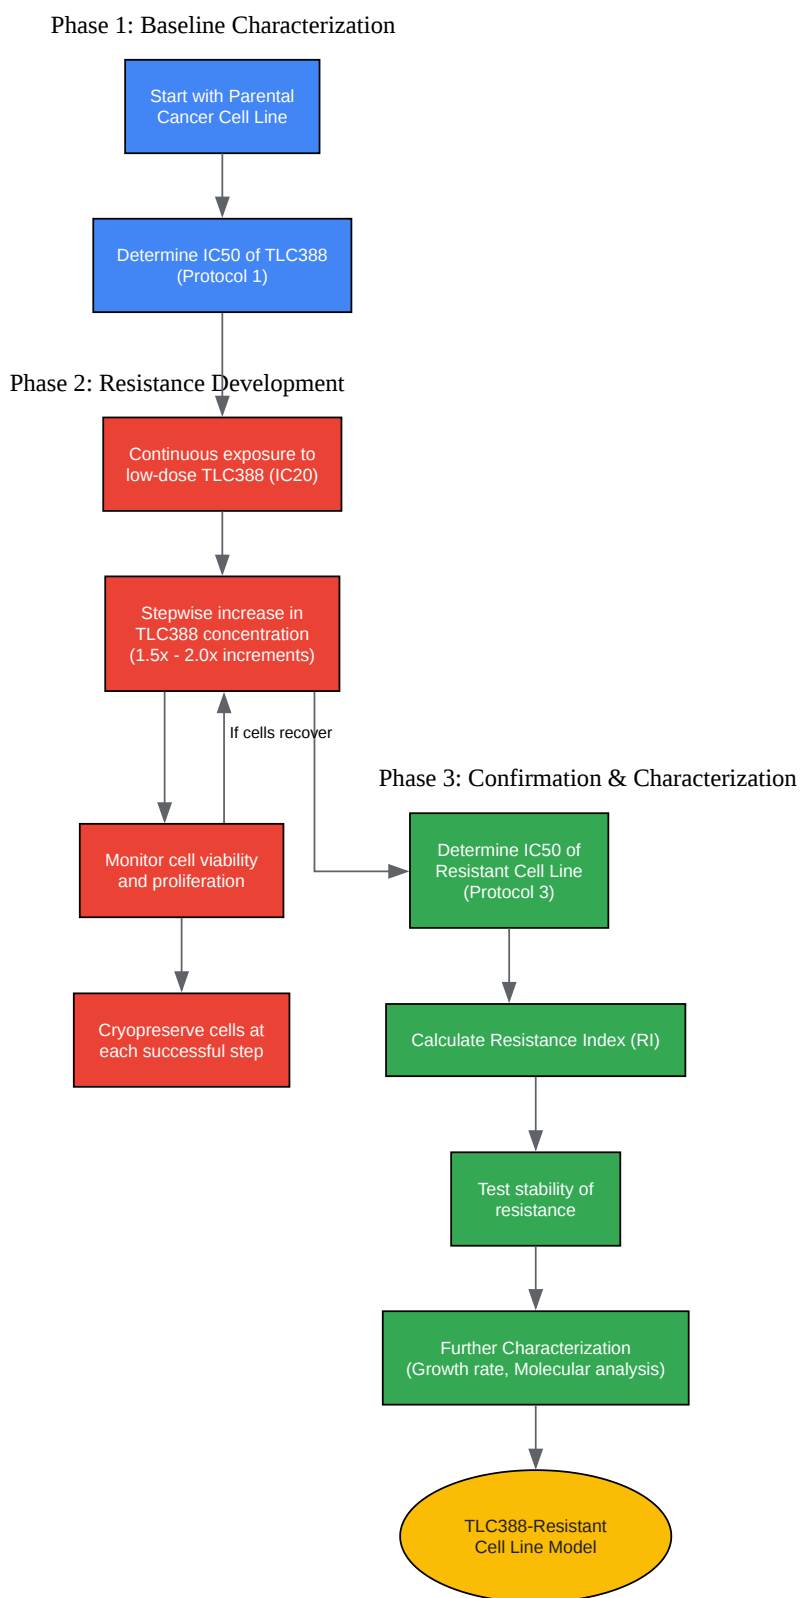 Phase 1: Baseline Characterization
Start with Parental
Cancer Cell Line
Determine IC50 of TLC388
(Protocol 1)
Phase 2: Resistance Development
Continuous exposure to
low-dose TLC388 (IC20)
Stepwise increase in
TLC388 concentration
(1.5x - 2.0x increments)
If cells recover
Monitor cell viability
and proliferation
Cryopreserve cells at
each successful step
Phase 3: Confirmation & Characterization
Determine IC50 of
Resistant Cell Line
(Protocol 3)
Calculate Resistance Index (RI)
Test stability of
resistance
Further Characterization
(Growth rate, Molecular analysis)
TLC388-Resistant
Cell Line Model